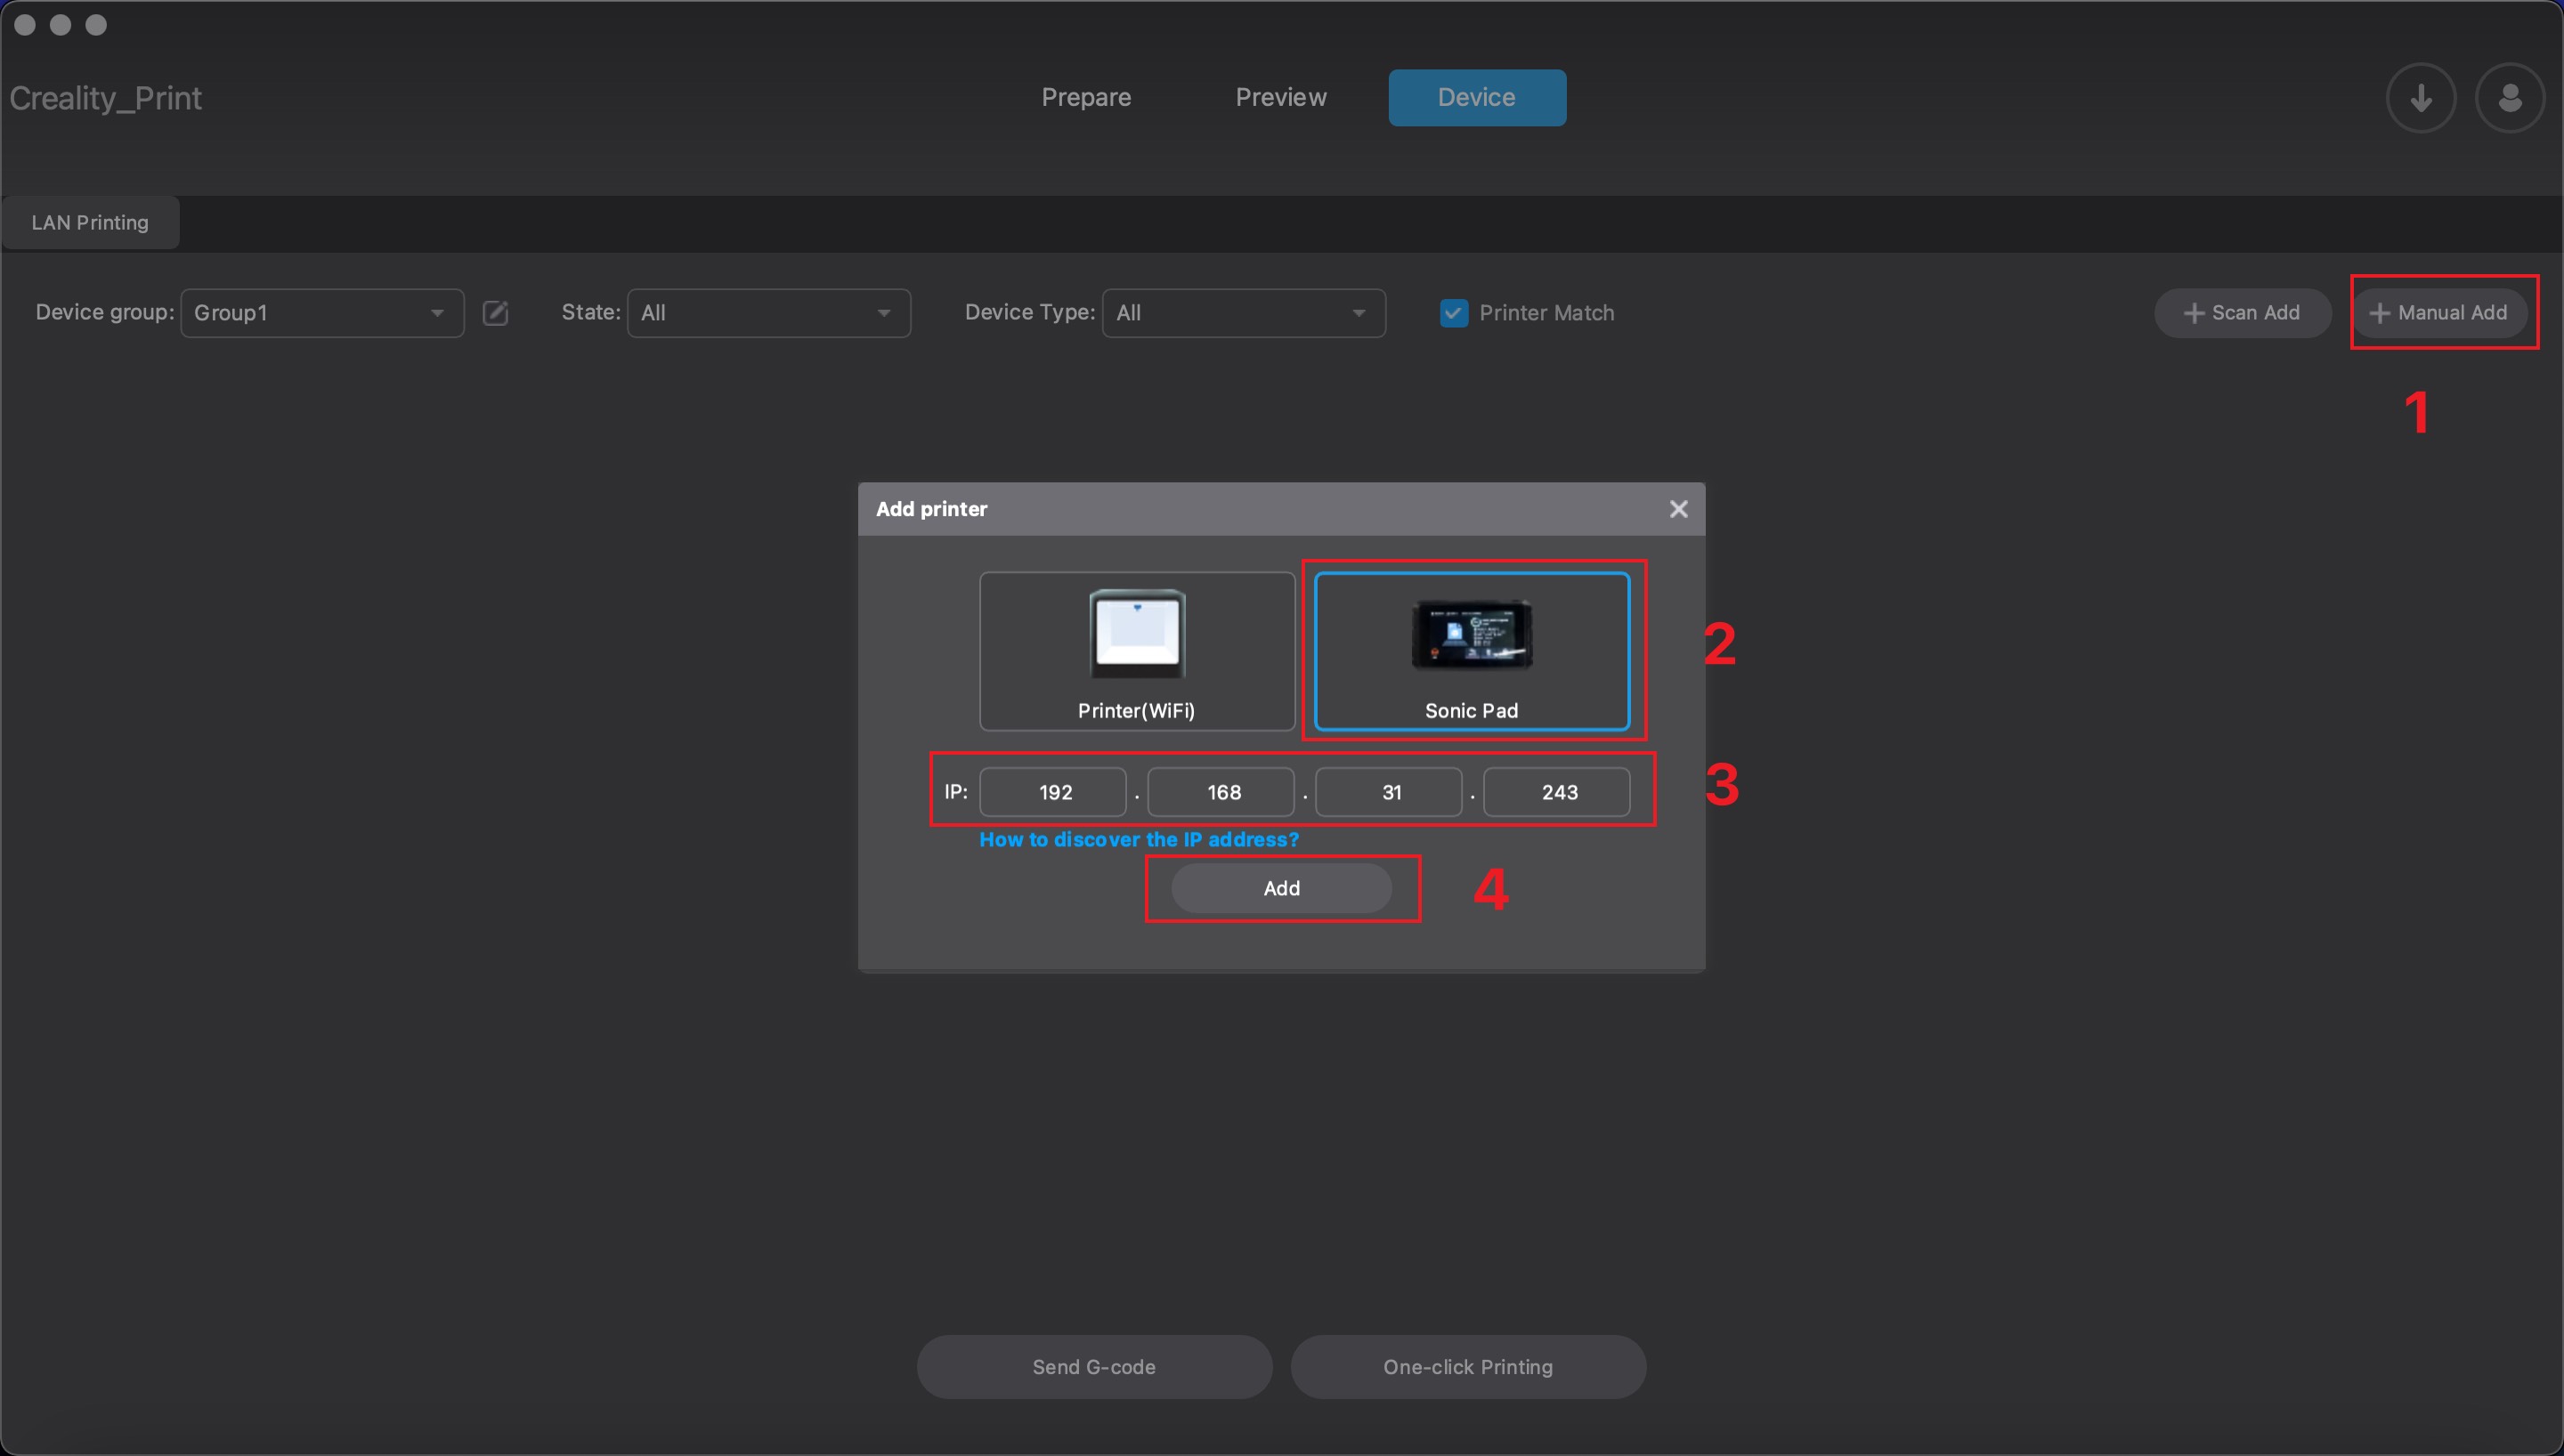 Creality_Print
Prepare
Preview
Device
LAN Printing
Device group: Group1
State: All
Device Type: All
Printer Match
Scan Add
Manual Add
1
Add printer
Printer(WiFi)
Sonic Pad
2
IP: 192 . 168 . 31 . 243
3
How to discover the IP address?
Add
4
Send G-code
One-click Printing